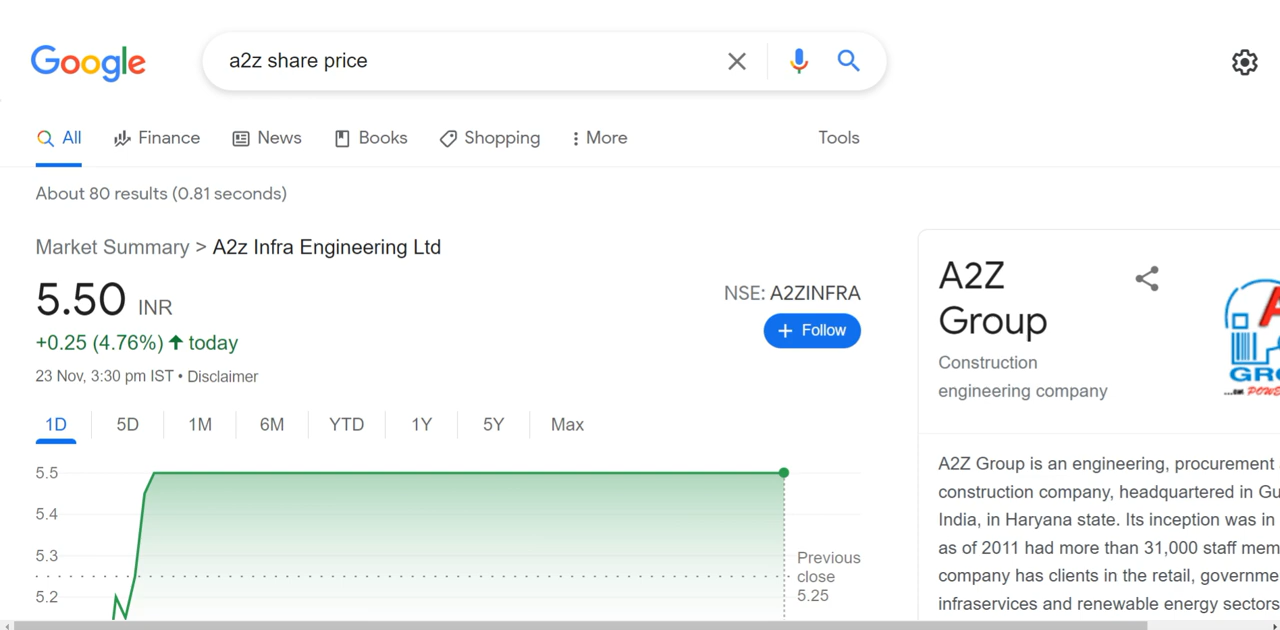 Google
a2z share price
All Finance News Books Shopping More Tools
About 80 results (0.81 seconds)
Market Summary > A2z Infra Engineering Ltd
5.50 INR
+0.25 (4.76%) today
23 Nov, 3:30 pm IST • Disclaimer
NSE: A2ZINFRA
+ Follow
1D 5D 1M 6M YTD 1Y 5Y Max
5.5
5.4
5.3
5.2
Previous
close
5.25
A2Z
Group
Construction
engineering company
A2Z Group is an engineering, procurement
construction company, headquartered in Gu
India, in Haryana state. Its inception was in
as of 2011 had more than 31,000 staff mem
company has clients in the retail, governme
infraservices and renewable energy sectors